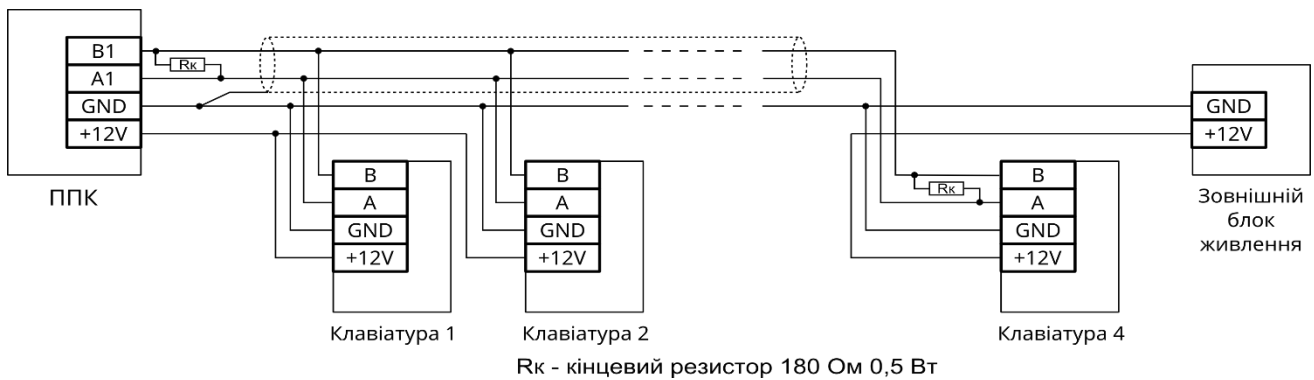 B1
Rк
A1
GND
+12V
ППК
B
A
GND
+12V
Клавіатура 1
B
A
GND
+12V
Клавіатура 2
Rк
B
A
GND
+12V
Клавіатура 4
GND
+12V
Зовнішній
блок
живлення
Rк - кінцевий резистор 180 Ом 0,5 Вт